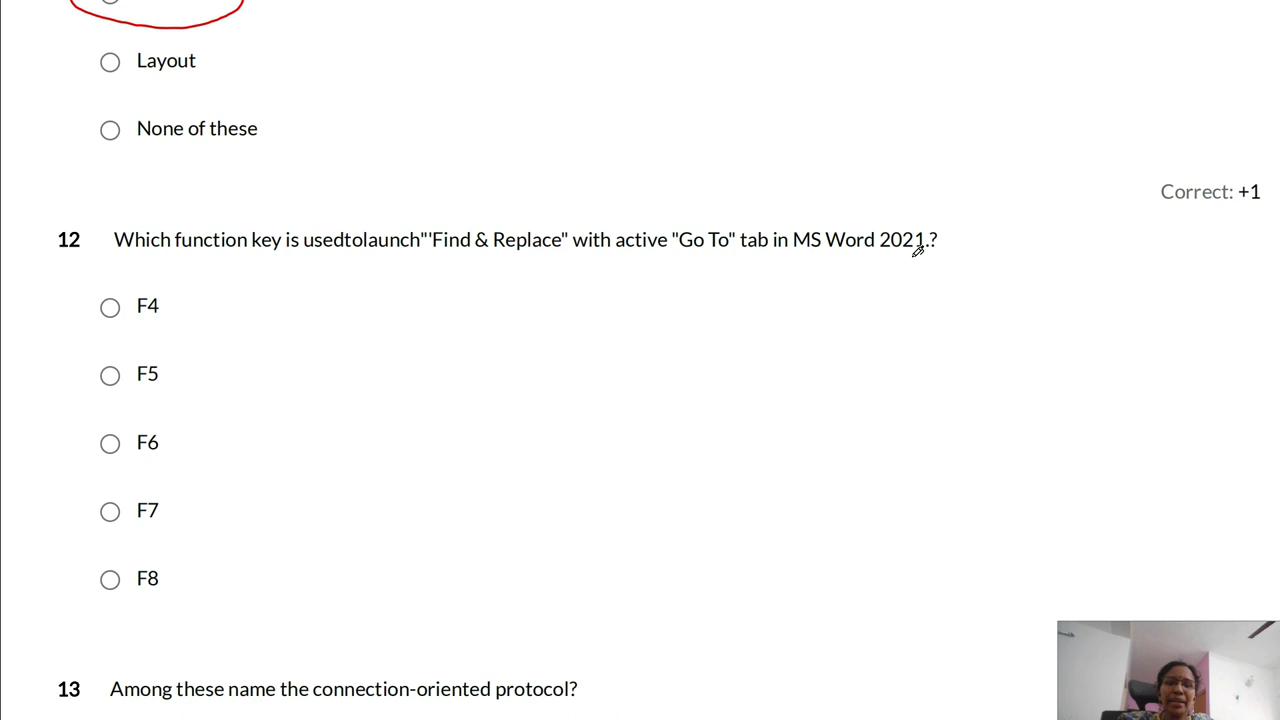 Layout
None of these
Correct: +1
12 Which function key is usedtolaunch"'Find & Replace" with active "Go To" tab in MS Word 2021.?
F4
F5
F6
F7
F8
13 Among these name the connection-oriented protocol?